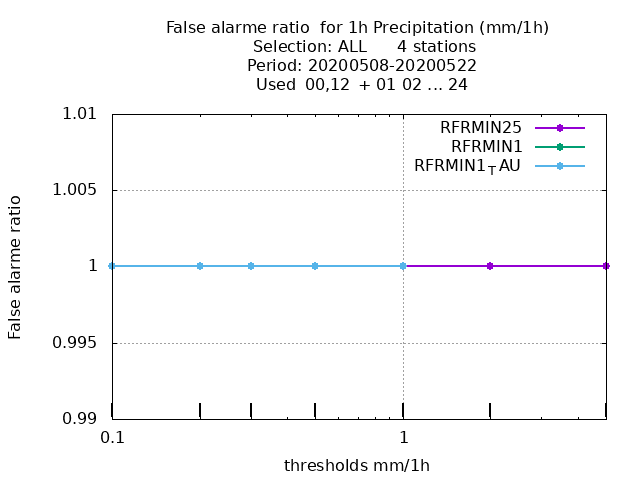 False alarme ratio  for 1h Precipitation (mm/1h)
Selection: ALL      4 stations
Period: 20200508-20200522
Used  00,12  + 01 02 ... 24
1.01
RFRMIN25
RFRMIN1
RFRMIN1TAU
1.005
1
0.995
0.99
False alarme ratio
0.1
1
thresholds mm/1h